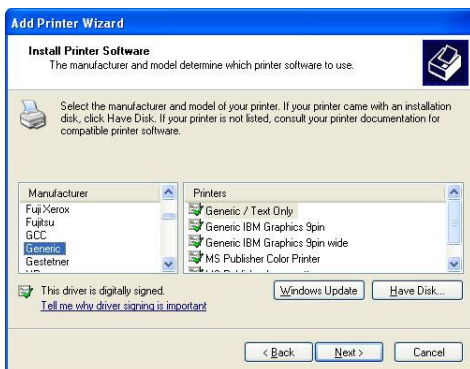 Add Printer Wizard
Install Printer Software
The manufacturer and model determine which printer software to use.
Select the manufacturer and model of your printer. If your printer came with an installation
disk, click Have Disk. If your printer is not listed, consult your printer documentation for
compatible printer software.
Manufacturer
Fuji Xerox
Fujitsu
GCC
Generic
Gestetner
Printers
Generic / Text Only
Generic IBM Graphics 9pin
Generic IBM Graphics 9pin wide
MS Publisher Color Printer
This driver is digitally signed.
Tell me why driver signing is important
Windows Update
Have Disk...
< Back
Next >
Cancel